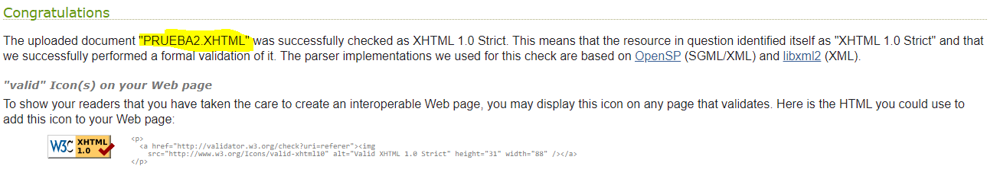 Congratulations
The uploaded document "PRUEBA2.XHTML" was successfully checked as XHTML 1.0 Strict. This means that the resource in question identified itself as "XHTML 1.0 Strict" and that
we successfully performed a formal validation of it. The parser implementations we used for this check are based on OpenSP (SGML/XML) and libxml2 (XML).
"valid" Icon(s) on your Web page
To show your readers that you have taken the care to create an interoperable Web page, you may display this icon on any page that validates. Here is the HTML you could use to
add this icon to your Web page:
W3C XHTML 1.0
<p>
<a href="http://validator.w3.org/check?uri=referer"><img
src="http://www.w3.org/Icons/valid-xhtml10" alt="Valid XHTML 1.0 Strict" height="31" width="88" /></a>
</p>